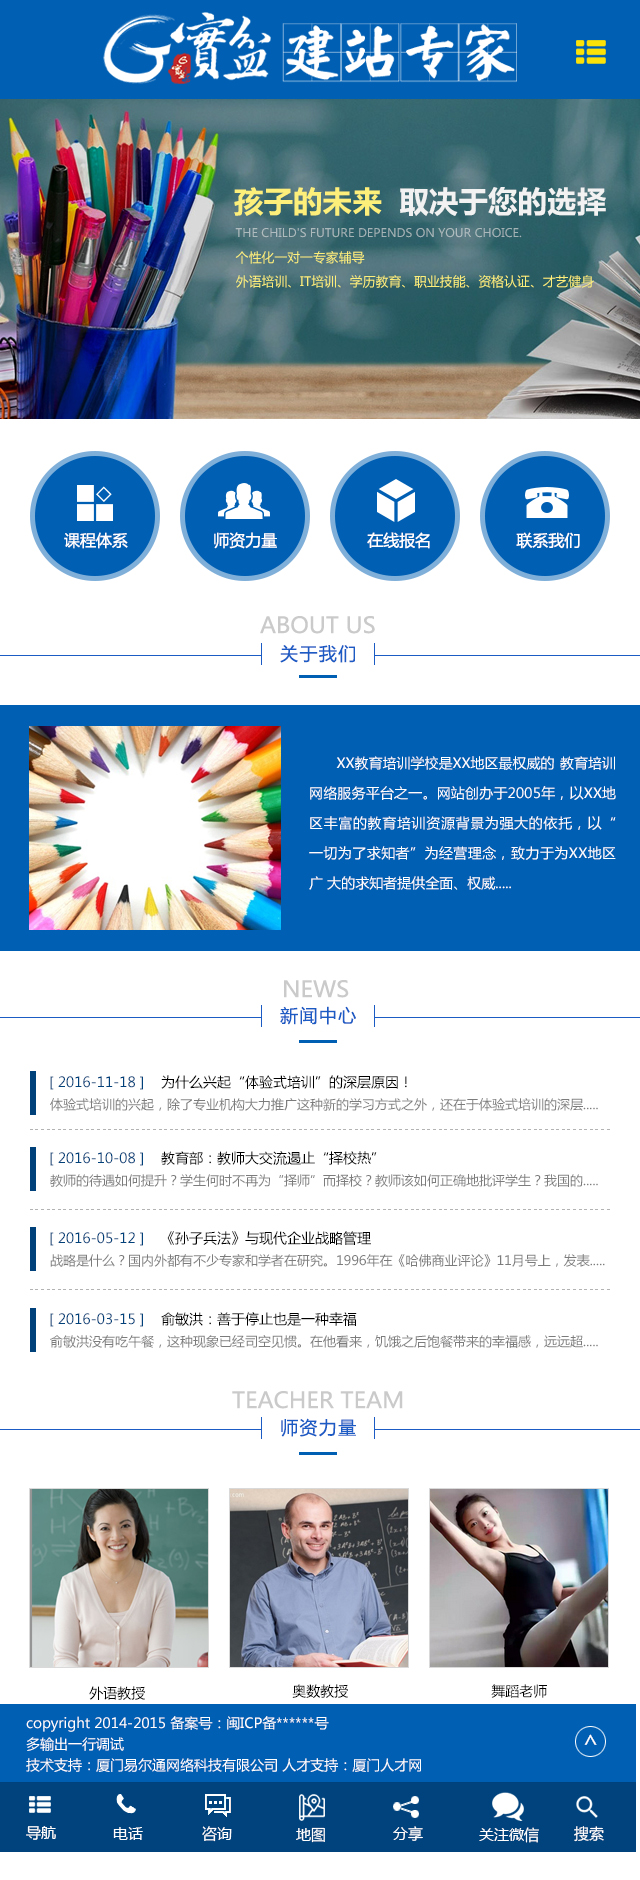 G寶盆 建站专家
孩子的未来 取决于您的选择
THE CHILD'S FUTURE DEPENDS ON YOUR CHOICE.
个性化一对一专家辅导
外语培训、IT培训、学历教育、职业技能、资格认证、才艺健身
课程体系 师资力量 在线报名 联系我们
ABOUT US
关于我们
XX教育培训学校是XX地区最权威的 教育培训
网络服务平台之一。网站创办于2005年，以XX地
区丰富的教育培训资源背景为强大的依托，以“
一切为了求知者”为经营理念，致力于为XX地区
广 大的求知者提供全面、权威.....
NEWS
新闻中心
[ 2016-11-18 ] 为什么兴起“体验式培训”的深层原因！
体验式培训的兴起，除了专业机构大力推广这种新的学习方式之外，还在于体验式培训的深层.....
[ 2016-10-08 ] 教育部：教师大交流遏止“择校热”
教师的待遇如何提升？学生何时不再为“择师”而择校？教师该如何正确地批评学生？我国的.....
[ 2016-05-12 ] 《孙子兵法》与现代企业战略管理
战略是什么？国内外都有不少专家和学者在研究。1996年在《哈佛商业评论》11月号上，发表.....
[ 2016-03-15 ] 俞敏洪：善于停止也是一种幸福
俞敏洪没有吃午餐，这种现象已经司空见惯。在他看来，饥饿之后饱餐带来的幸福感，远远超.....
TEACHER TEAM
师资力量
外语教授 奥数教授 舞蹈老师
copyright 2014-2015 备案号：闽ICP备******号
多输出一行调试
技术支持：厦门易尔通网络科技有限公司 人才支持：厦门人才网
导航 电话 咨询 地图 分享 关注微信 搜索